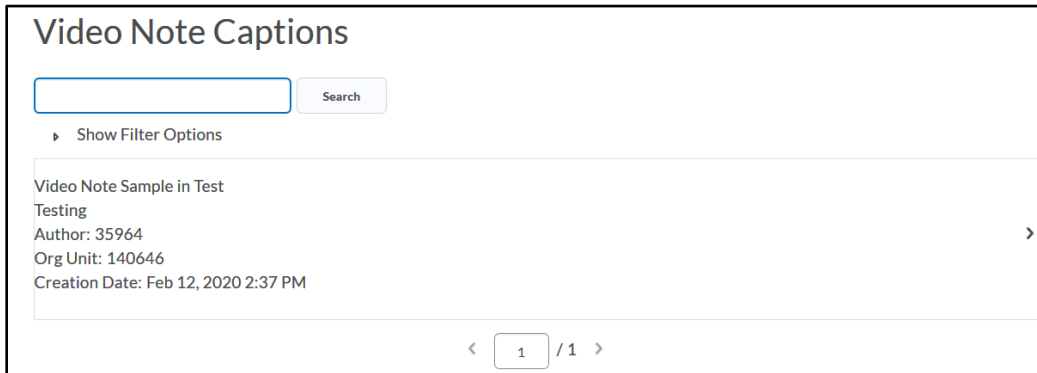 Video Note Captions
Search
Show Filter Options
Video Note Sample in Test
Testing
Author: 35964
Org Unit: 140646
Creation Date: Feb 12, 2020 2:37 PM
1 / 1